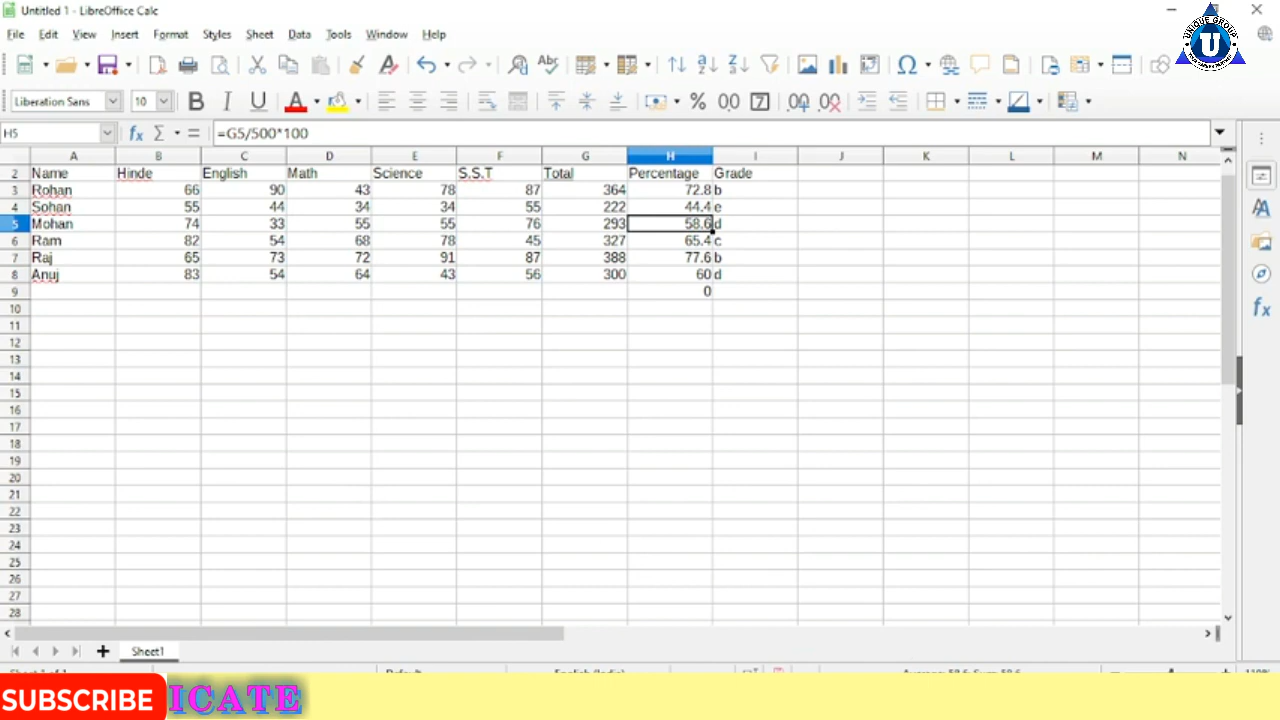 Untitled 1 - LibreOffice Calc
File Edit View Insert Format Styles Sheet Data Tools Window Help
UNIQUE GROUP
U
Liberation Sans 10
H5 =G5/500*100
A B C D E F G H I J K L M N
2 Name Hinde English Math Science S.S.T Total Percentage Grade
3 Rohan 66 90 43 78 87 364 72.8 b
4 Sohan 55 44 34 34 55 222 44.4 e
5 Mohan 74 33 55 55 76 293 58.6 d
6 Ram 82 54 68 78 45 327 65.4 c
7 Raj 65 73 72 91 87 388 77.6 b
8 Anuj 83 54 64 43 56 300 60 d
9 0
10
11
12
13
14
15
16
17
18
19
20
21
22
23
24
25
26
27
28
Sheet1
SUBSCRIBE ICATE